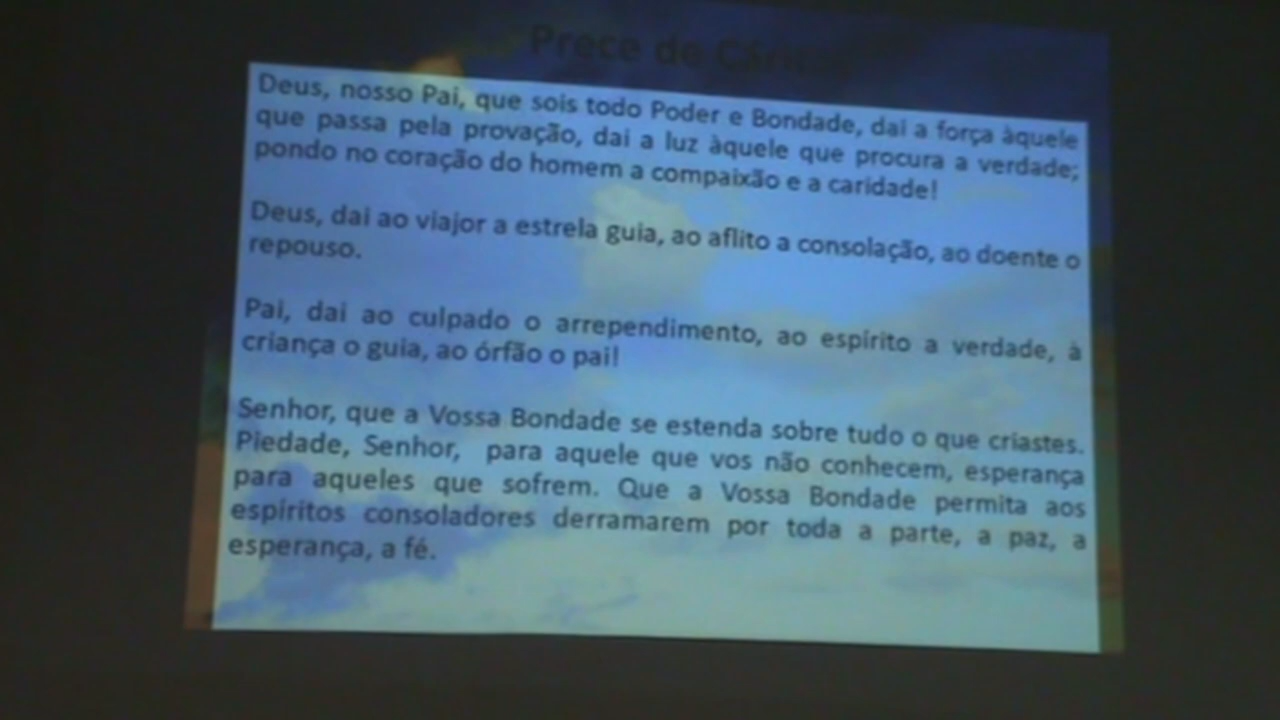 Prece de Cáritas
Deus, nosso Pai, que sois todo Poder e Bondade, dai a força àquele
que passa pela provação, dai a luz àquele que procura a verdade;
pondo no coração do homem a compaixão e a caridade!
Deus, dai ao viajor a estrela guia, ao aflito a consolação, ao doente o
repouso.
Pai, dai ao culpado o arrependimento, ao espírito a verdade, à
criança o guia, ao órfão o pai!
Senhor, que a Vossa Bondade se estenda sobre tudo o que criastes.
Piedade, Senhor, para aquele que vos não conhecem, esperança
para aqueles que sofrem. Que a Vossa Bondade permita aos
espíritos consoladores derramarem por toda a parte, a paz, a
esperança, a fé.